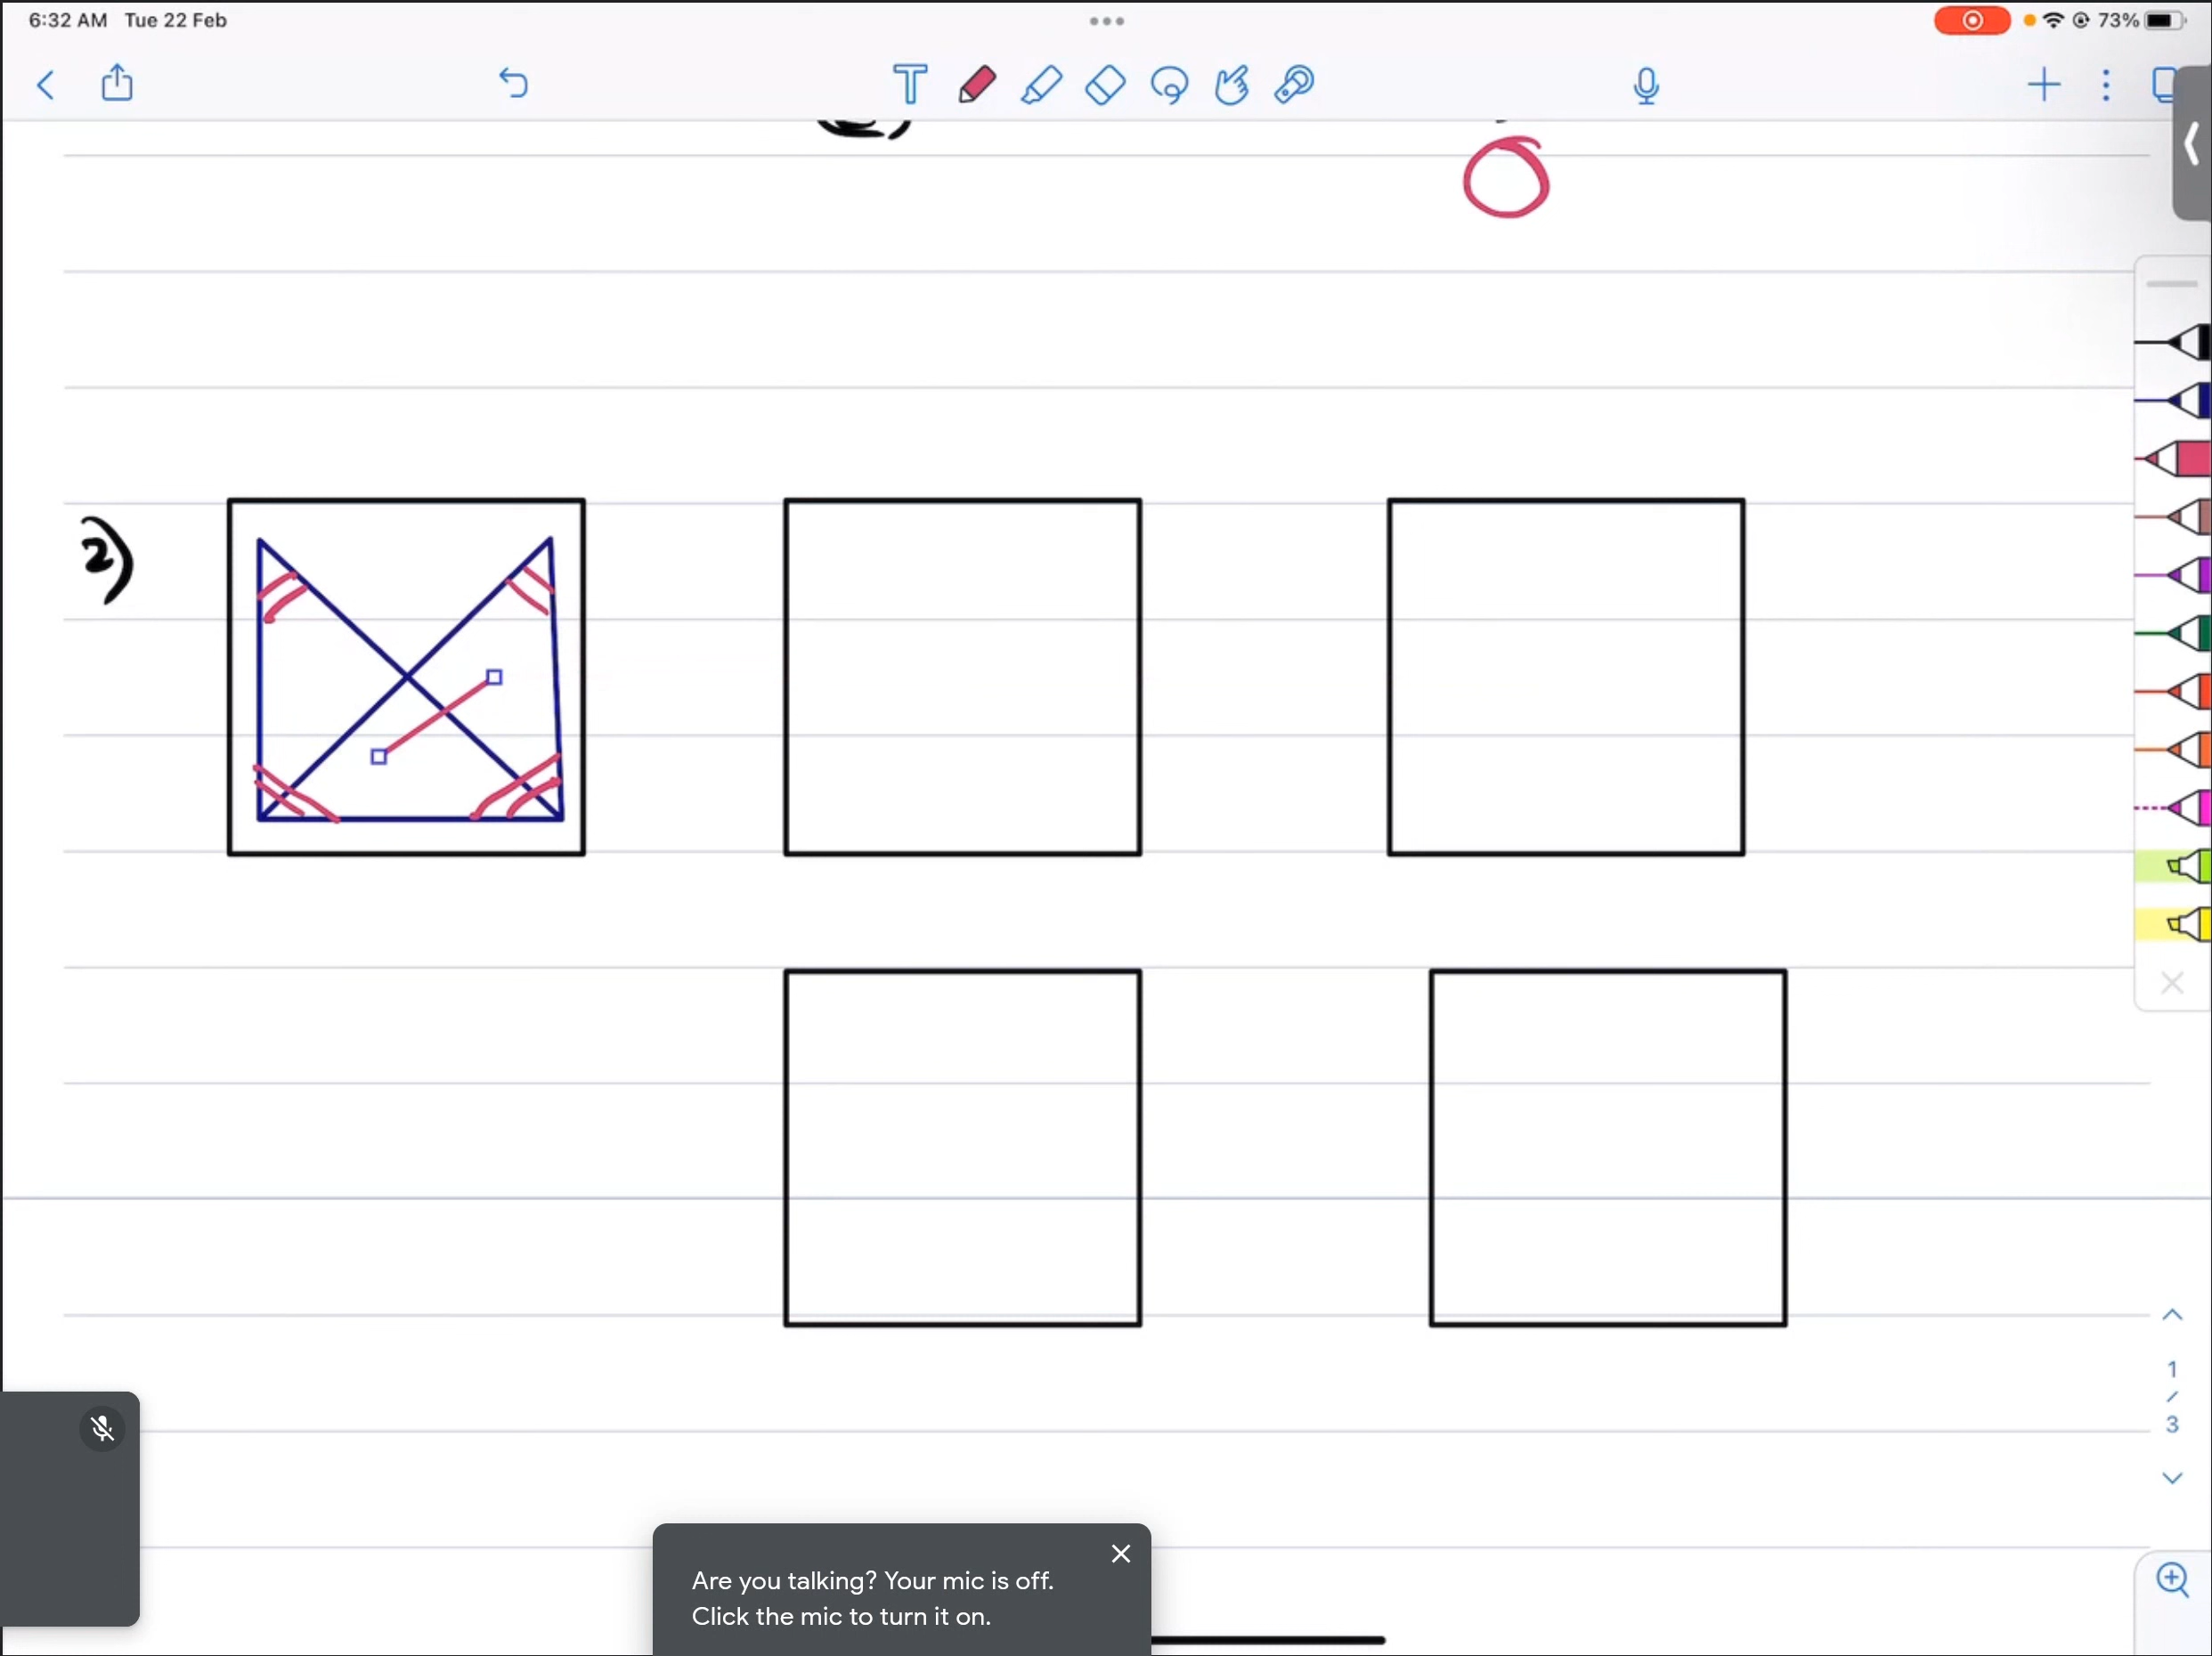 6:32 AM Tue 22 Feb
73%
T
2)
1
/
3
Are you talking? Your mic is off.
Click the mic to turn it on.